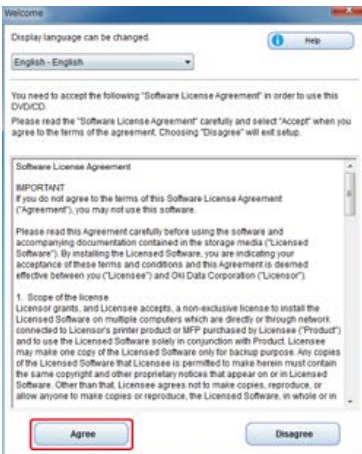 Welcome
Display language can be changed.
Help
English - English
You need to accept the following "Software License Agreement" in order to use this
DVD/CD.
Please read the "Software License Agreement" carefully and select "Accept" when you
agree to the terms of the agreement. Choosing "Disagree" will exit setup.
Software License Agreement
IMPORTANT
If you do not agree to the terms of this Software License Agreement
("Agreement"), you may not use this software.
Please read this Agreement carefully before using the software and
accompanying documentation contained in the storage media ("Licensed
Software"). By installing the Licensed Software, you are indicating your
acceptance of these terms and conditions and this Agreement is deemed
effective between you ("Licensee") and Oki Data Corporation ("Licensor").
1. Scope of the license
Licensor grants, and Licensee accepts, a non-exclusive license to install the
Licensed Software on multiple computers which are directly or through network
connected to Licensor's printer product or MFP purchased by Licensee ("Product")
and to use the Licensed Software solely in conjunction with Product. Licensee
may make one copy of the Licensed Software only for backup purpose. Any copies
of the Licensed Software that Licensee is permitted to make herein must contain
the same copyright and other proprietary notices that appear on or in Licensed
Software. Other than that, Licensee agrees not to make copies, reproduce, or
allow anyone to make copies or reproduce, the Licensed Software, in whole or in
Agree
Disagree